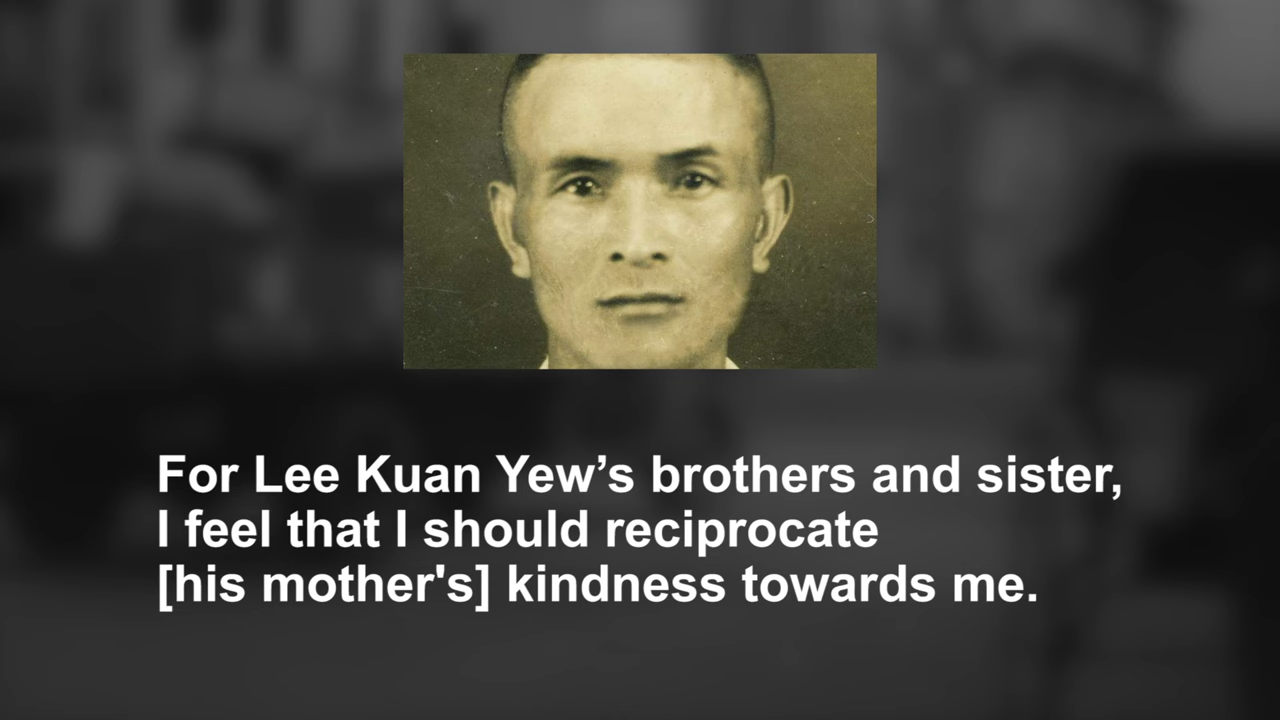 For Lee Kuan Yew’s brothers and sister,
I feel that I should reciprocate
[his mother's] kindness towards me.